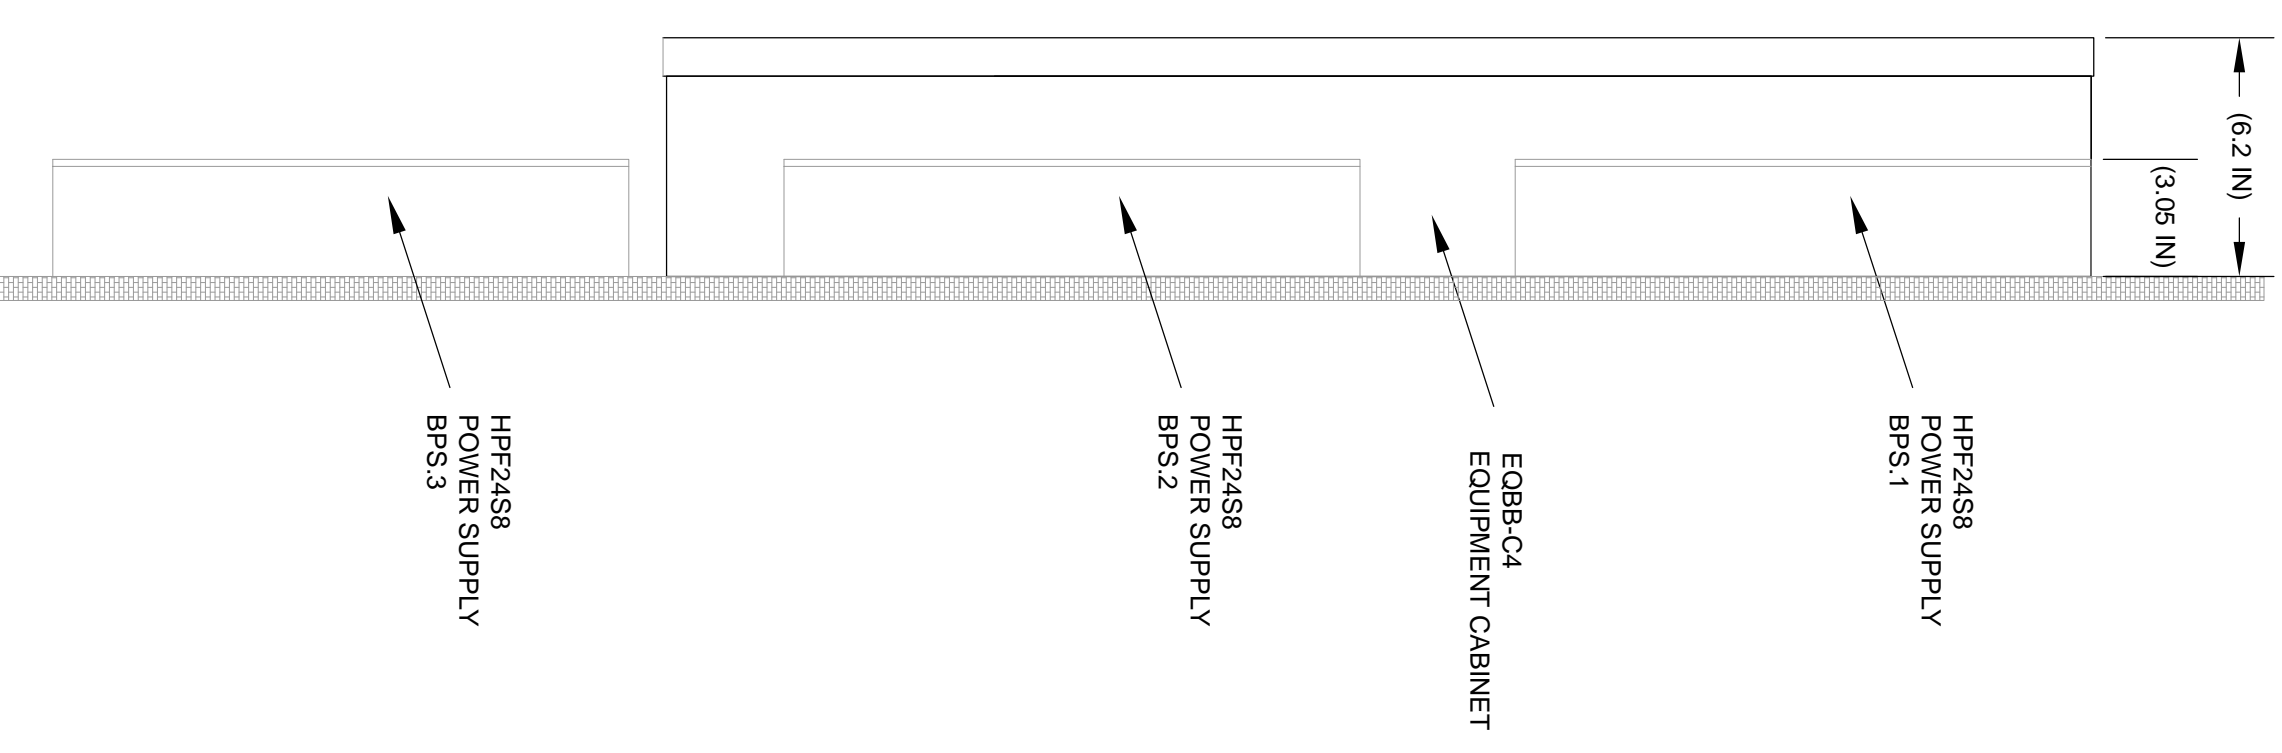 (6.2 IN)
(3.05 IN)
HPF24S8
POWER SUPPLY
BPS.1
EQBB-C4
EQUIPMENT CABINET
HPF24S8
POWER SUPPLY
BPS.2
HPF24S8
POWER SUPPLY
BPS.3